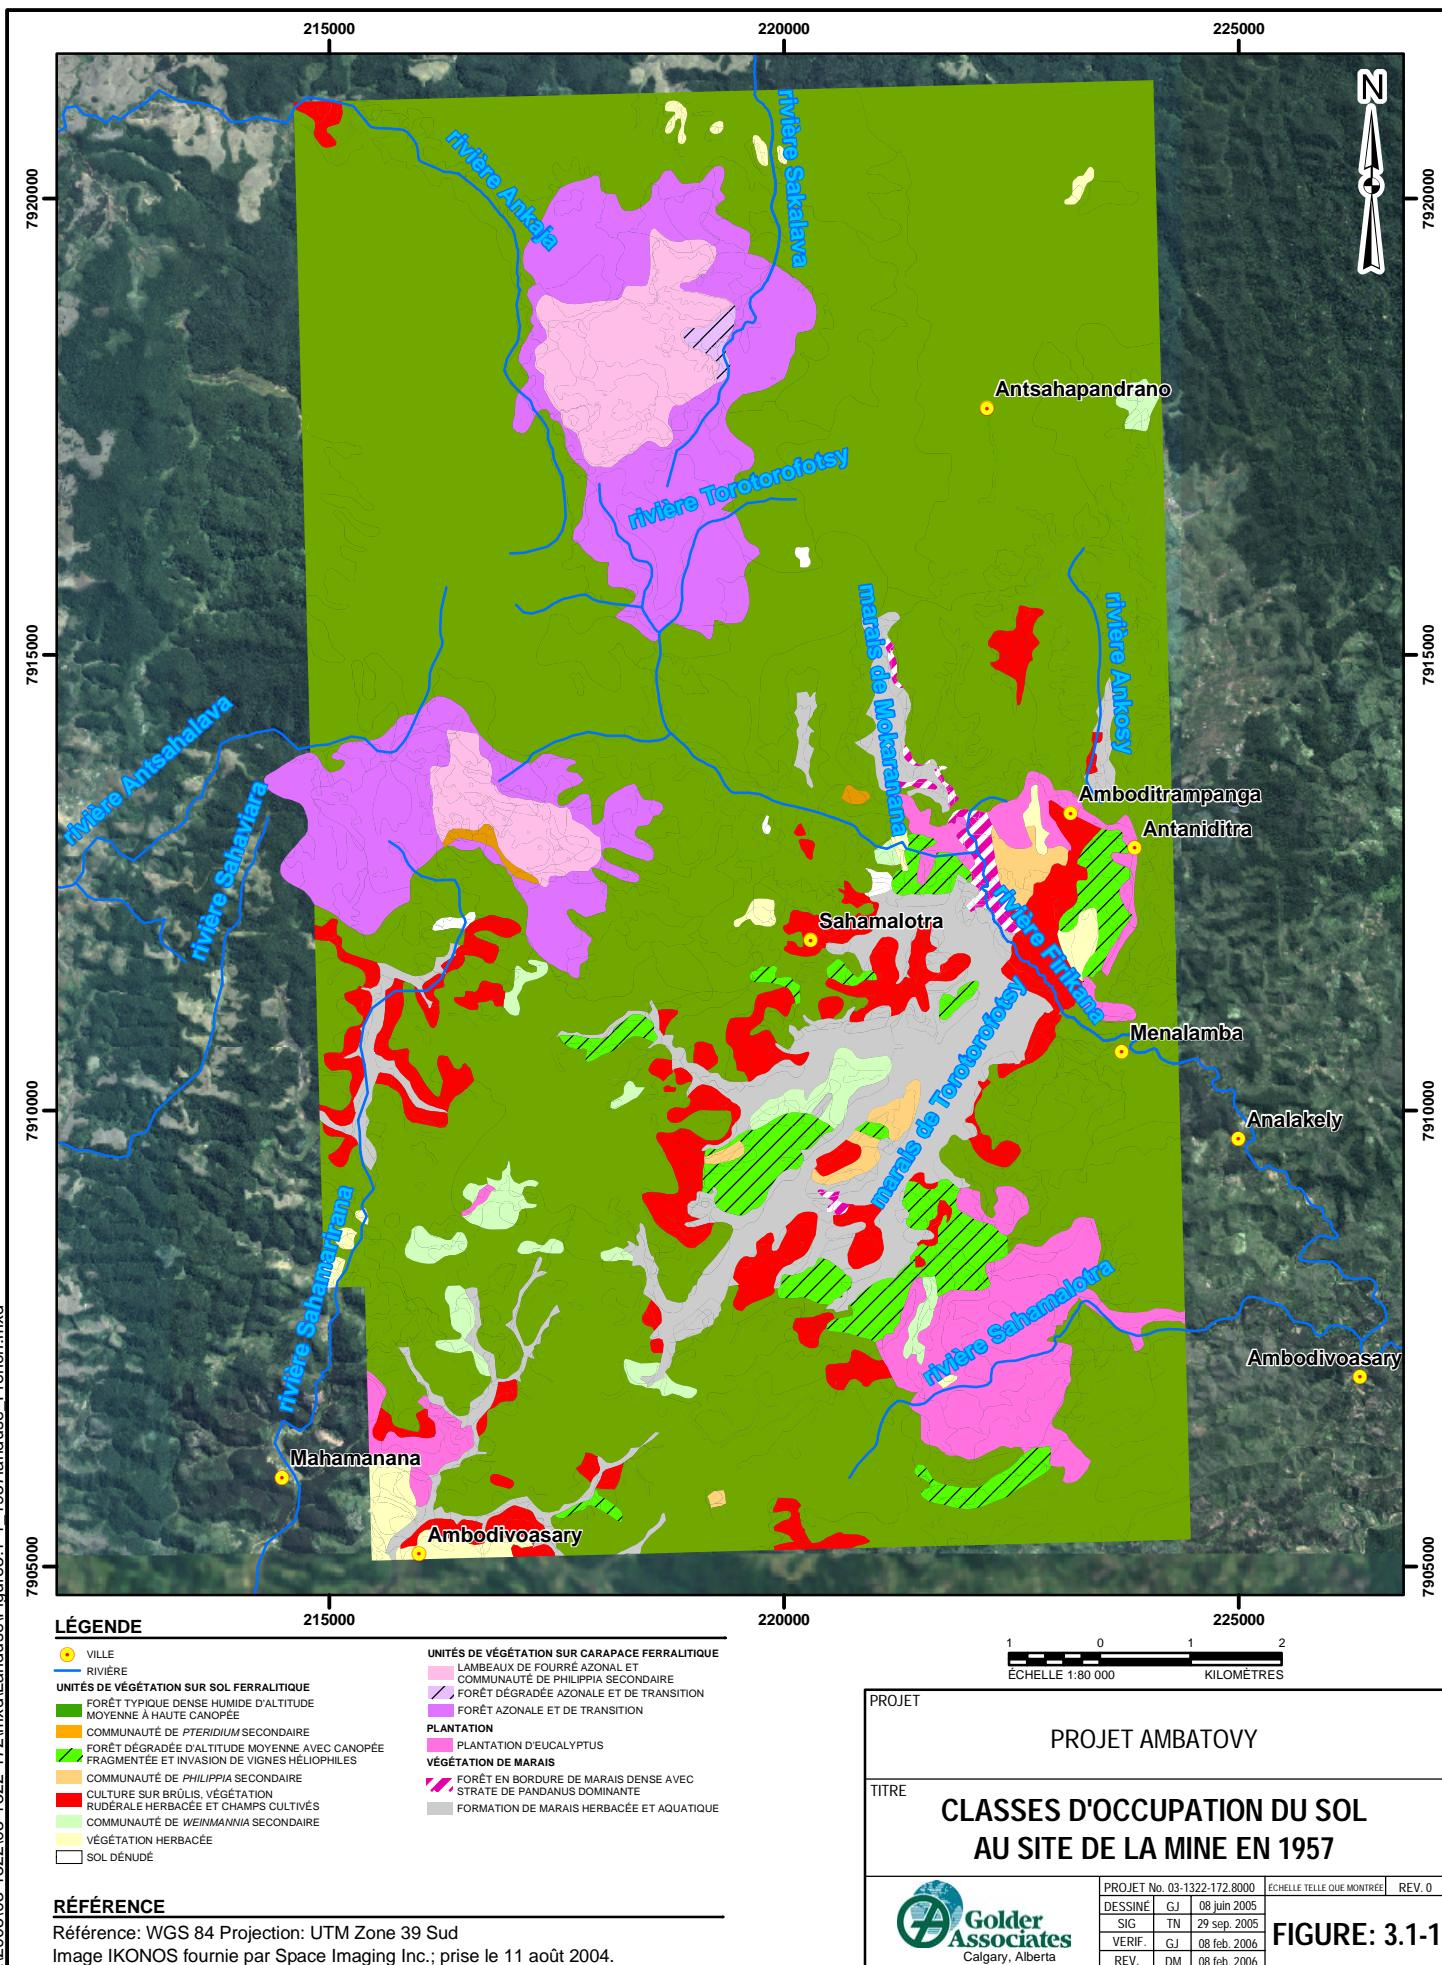 215000
220000
225000
N
7920000
7920000
rivière Ankaja
rivière Sakalava
Antsahapandrano
rivière Torotorofotsy
marais de Mokaranana
rivière Ankosy
7915000
7915000
rivière Antsahalava
rivière Sahaviara
Amboditrampanga
Antaniditra
Sahamalotra
rivière Firikana
marais de Torotorofotsy
Menalamba
7910000
7910000
Analakely
rivière Sahamarirana
rivière Sahamalotra
Ambodivoasary
Mahamanana
Ambodivoasary
7905000
7905000
215000
220000
225000
LÉGENDE
VILLE
RIVIÈRE
UNITÉS DE VÉGÉTATION SUR SOL FERRALITIQUE
FORÊT TYPIQUE DENSE HUMIDE D'ALTITUDE
MOYENNE À HAUTE CANOPÉE
COMMUNAUTÉ DE PTERIDIUM SECONDAIRE
FORÊT DÉGRADÉE D'ALTITUDE MOYENNE AVEC CANOPÉE
FRAGMENTÉE ET INVASION DE VIGNES HÉLIOPHILES
COMMUNAUTÉ DE PHILIPPIA SECONDAIRE
CULTURE SUR BRÛLIS, VÉGÉTATION
RUDÉRALE HERBACÉE ET CHAMPS CULTIVÉS
COMMUNAUTÉ DE WEINMANNIA SECONDAIRE
VÉGÉTATION HERBACÉE
SOL DÉNUDÉ
UNITÉS DE VÉGÉTATION SUR CARAPACE FERRALITIQUE
LAMBEAUX DE FOURRÉ AZONAL ET
COMMUNAUTÉ DE PHILIPPIA SECONDAIRE
FORÊT DÉGRADÉE AZONALE ET DE TRANSITION
FORÊT AZONALE ET DE TRANSITION
PLANTATION
PLANTATION D'EUCALYPTUS
VÉGÉTATION DE MARAIS
FORÊT EN BORDURE DE MARAIS DENSE AVEC
STRATE DE PANDANUS DOMINANTE
FORMATION DE MARAIS HERBACÉE ET AQUATIQUE
1 0 1 2
ÉCHELLE 1:80 000 KILOMÈTRES
RÉFÉRENCE
Référence: WGS 84 Projection: UTM Zone 39 Sud
Image IKONOS fournie par Space Imaging Inc.; prise le 11 août 2004.
PROJET
PROJET AMBATOVY
TITRE
CLASSES D'OCCUPATION DU SOL
AU SITE DE LA MINE EN 1957
Golder
Associates
Calgary, Alberta
PROJET No. 03-1322-172.8000 ÉCHELLE TELLE QUE MONTRÉE REV. 0
DESSINÉ GJ 08 juin 2005
SIG TN 29 sep. 2005
VERIF. GJ 08 feb. 2006
REV. DM 08 feb. 2006
FIGURE: 3.1-1